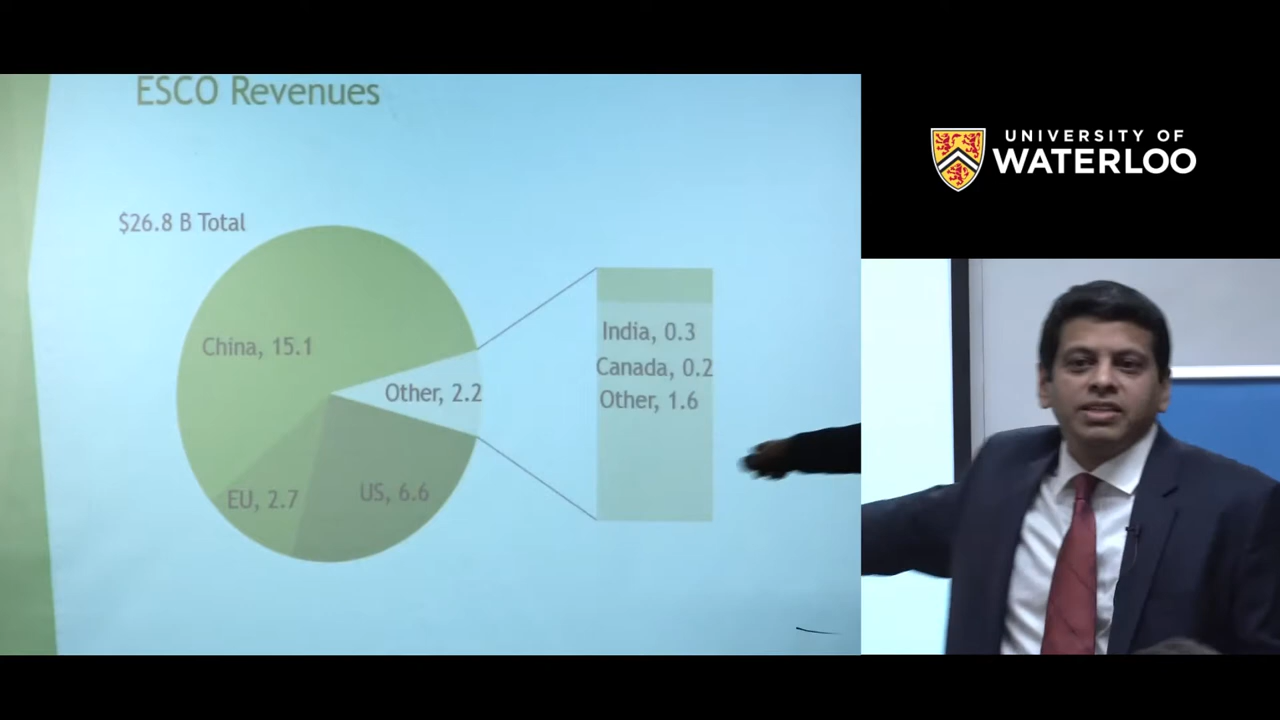 ESCO Revenues
$26.8 B Total
China, 15.1
Other, 2.2
EU, 2.7
US, 6.6
India, 0.3
Canada, 0.2
Other, 1.6
UNIVERSITY OF
WATERLOO